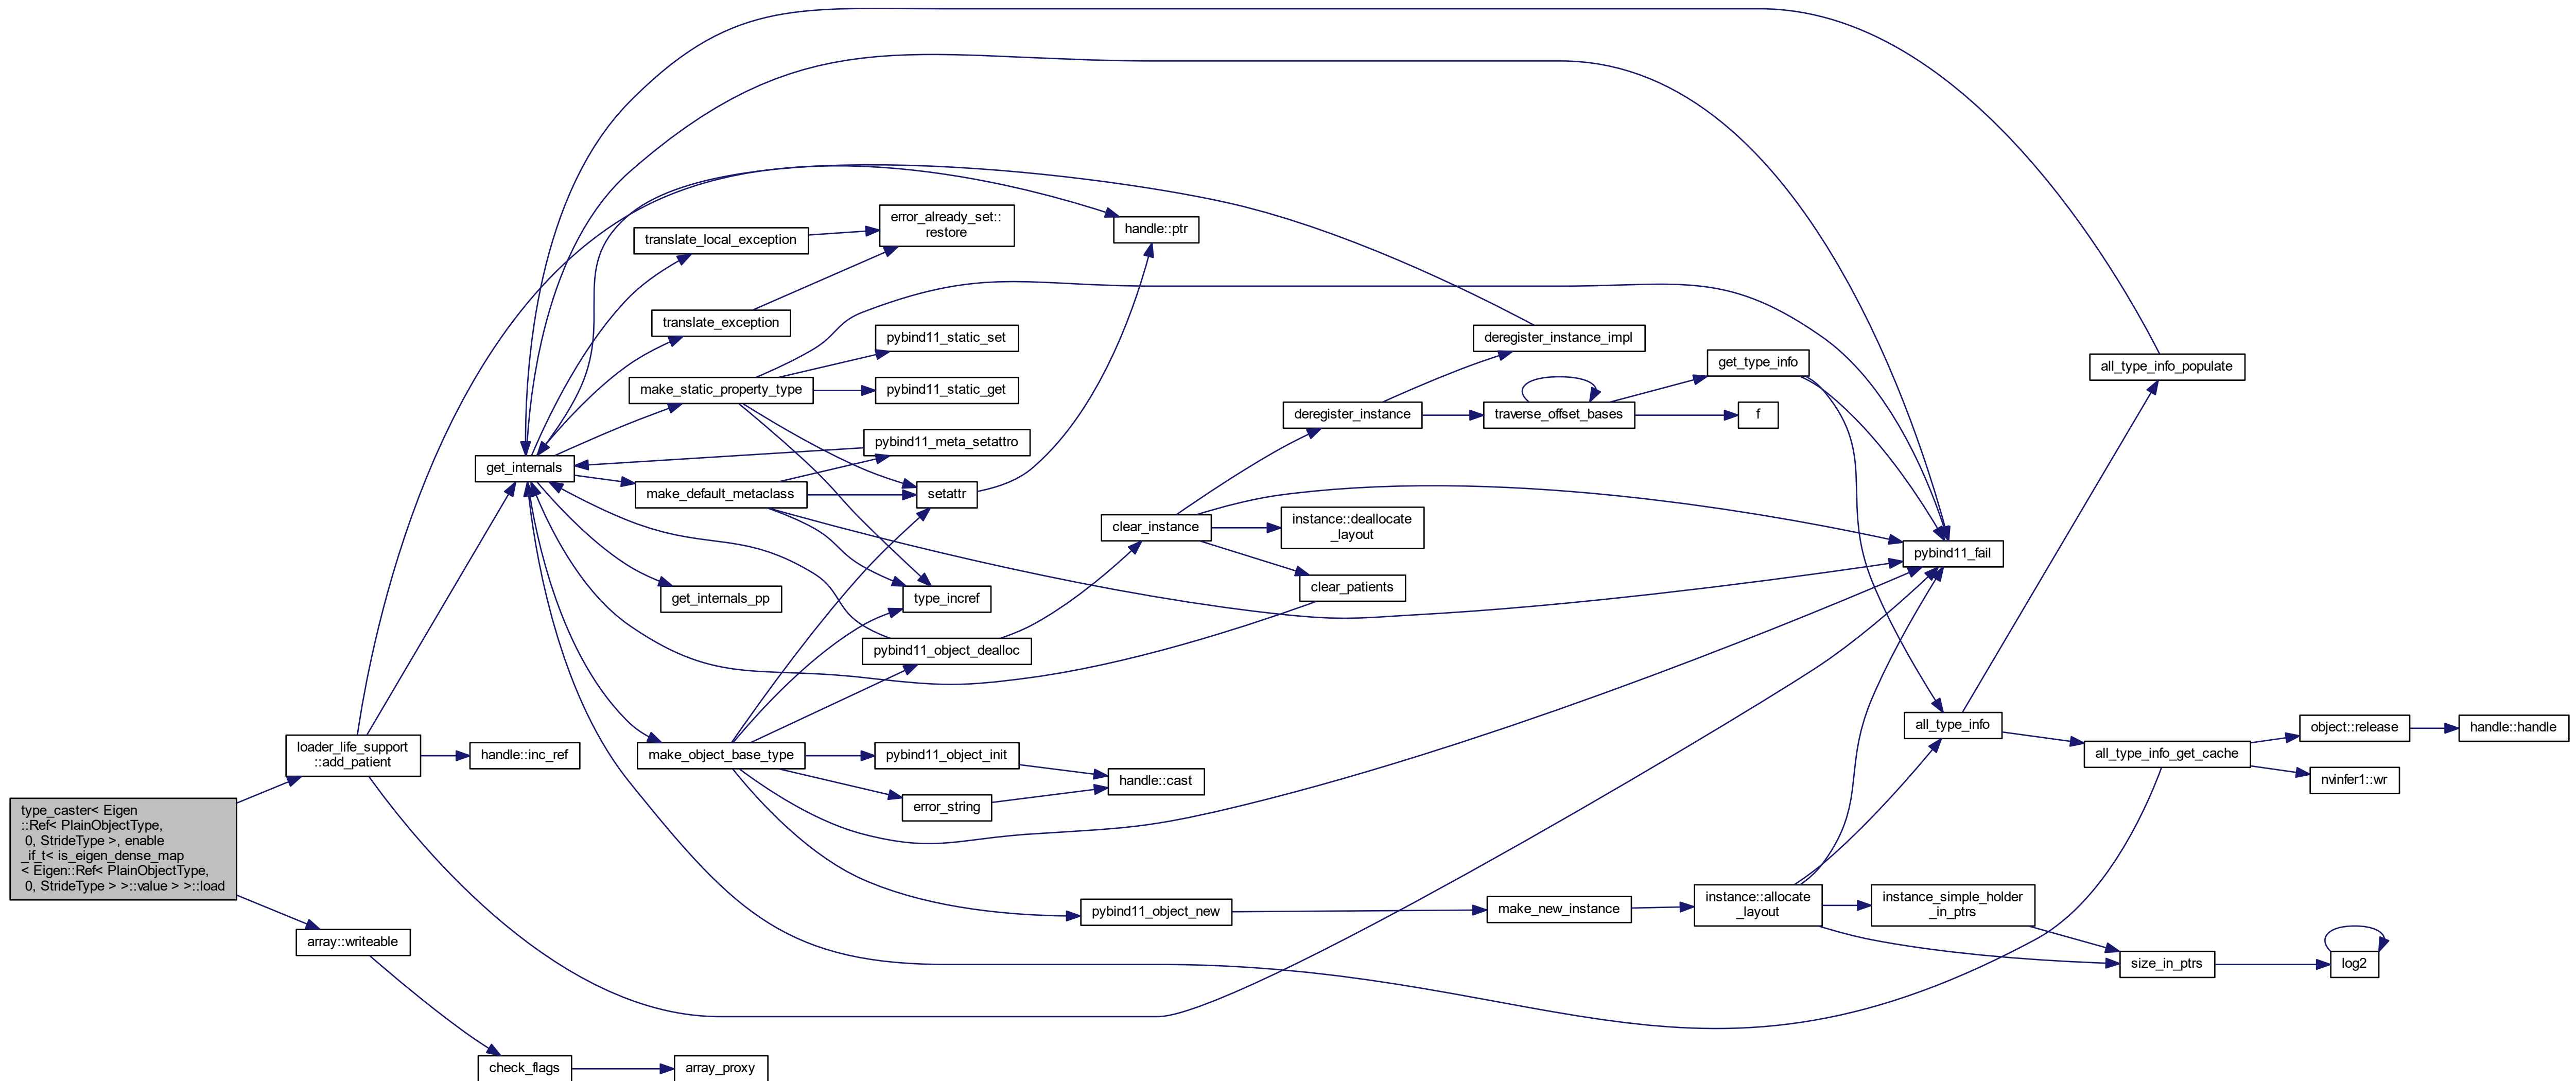 error_already_set::
restore
handle::ptr
translate_local_exception
translate_exception
pybind11_static_set
deregister_instance_impl
get_type_info
all_type_info_populate
make_static_property_type
pybind11_static_get
deregister_instance
traverse_offset_bases
f
pybind11_meta_setattro
get_internals
make_default_metaclass
setattr
clear_instance
instance::deallocate
_layout
pybind11_fail
get_internals_pp
type_incref
clear_patients
pybind11_object_dealloc
all_type_info
object::release
handle::handle
loader_life_support
::add_patient
handle::inc_ref
make_object_base_type
pybind11_object_init
all_type_info_get_cache
handle::cast
nvinfer1::wr
error_string
type_caster< Eigen
::Ref< PlainObjectType,
0, StrideType >, enable
_if_t< is_eigen_dense_map
< Eigen::Ref< PlainObjectType,
0, StrideType > >::value > >::load
pybind11_object_new
make_new_instance
instance::allocate
_layout
instance_simple_holder
_in_ptrs
array::writeable
size_in_ptrs
log2
check_flags
array_proxy